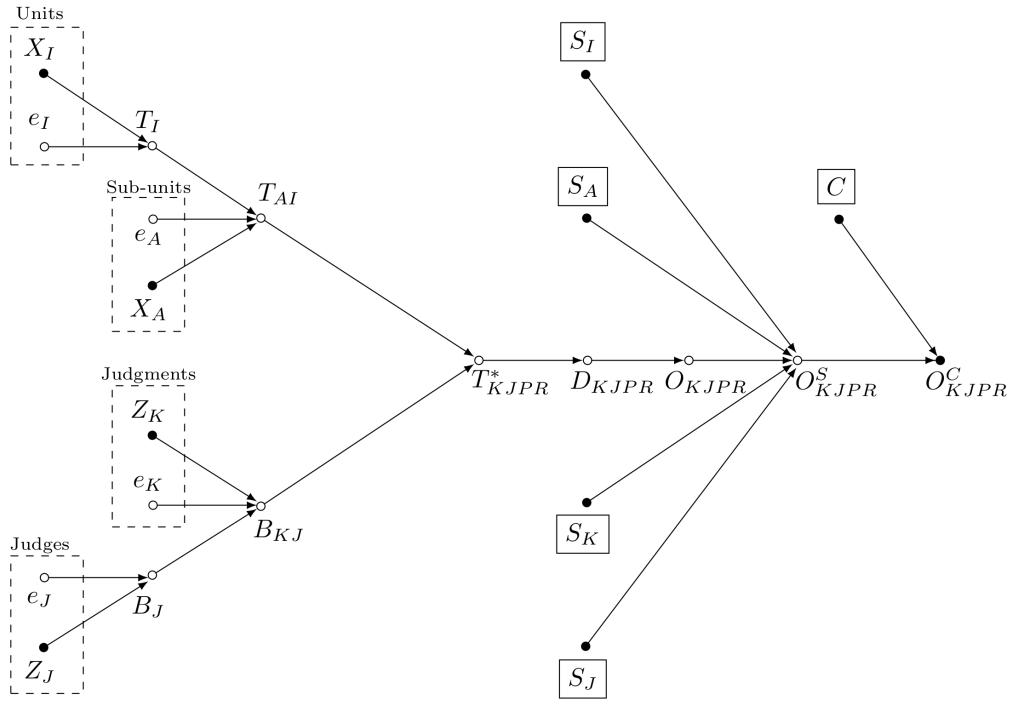 Units
X_I
S_I
e_I
T_I
Sub-units
T_{AI}
S_A
C
e_A
X_A
Judgments
T^*_{KJPR}
D_{KJPR}
O_{KJPR}
O^S_{KJPR}
O^C_{KJPR}
Z_K
e_K
B_{KJ}
S_K
Judges
e_J
B_J
Z_J
S_J